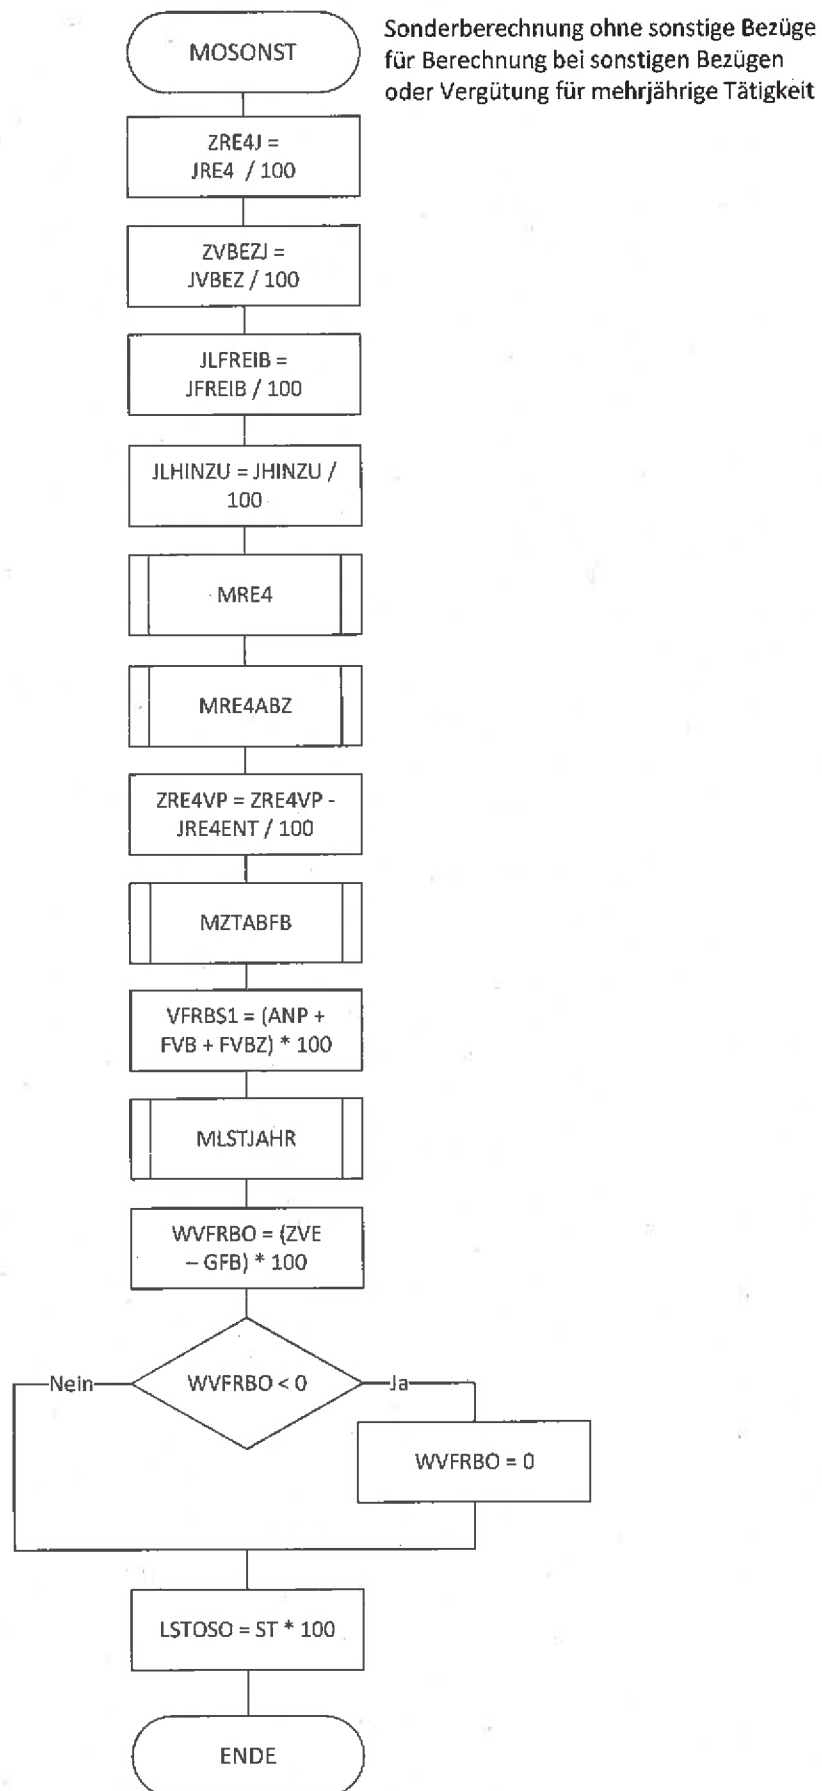 MOSONST
Sonderberechnung ohne sonstige Bezüge
für Berechnung bei sonstigen Bezügen
oder Vergütung für mehrjährige Tätigkeit
ZRE4J =
JRE4 / 100
ZVBEZJ =
JVBEZ / 100
JLFREIB =
JFREIB / 100
JLHINZU = JHINZU /
100
MRE4
MRE4ABZ
ZRE4VP = ZRE4VP -
JRE4ENT / 100
MZTABFB
VFRBS1 = (ANP +
FVB + FVBZ) * 100
MLSTJAHR
WVFRBO = (ZVE
– GFB) * 100
Nein
WVFRBO < 0
Ja
WVFRBO = 0
LSTOSO = ST * 100
ENDE